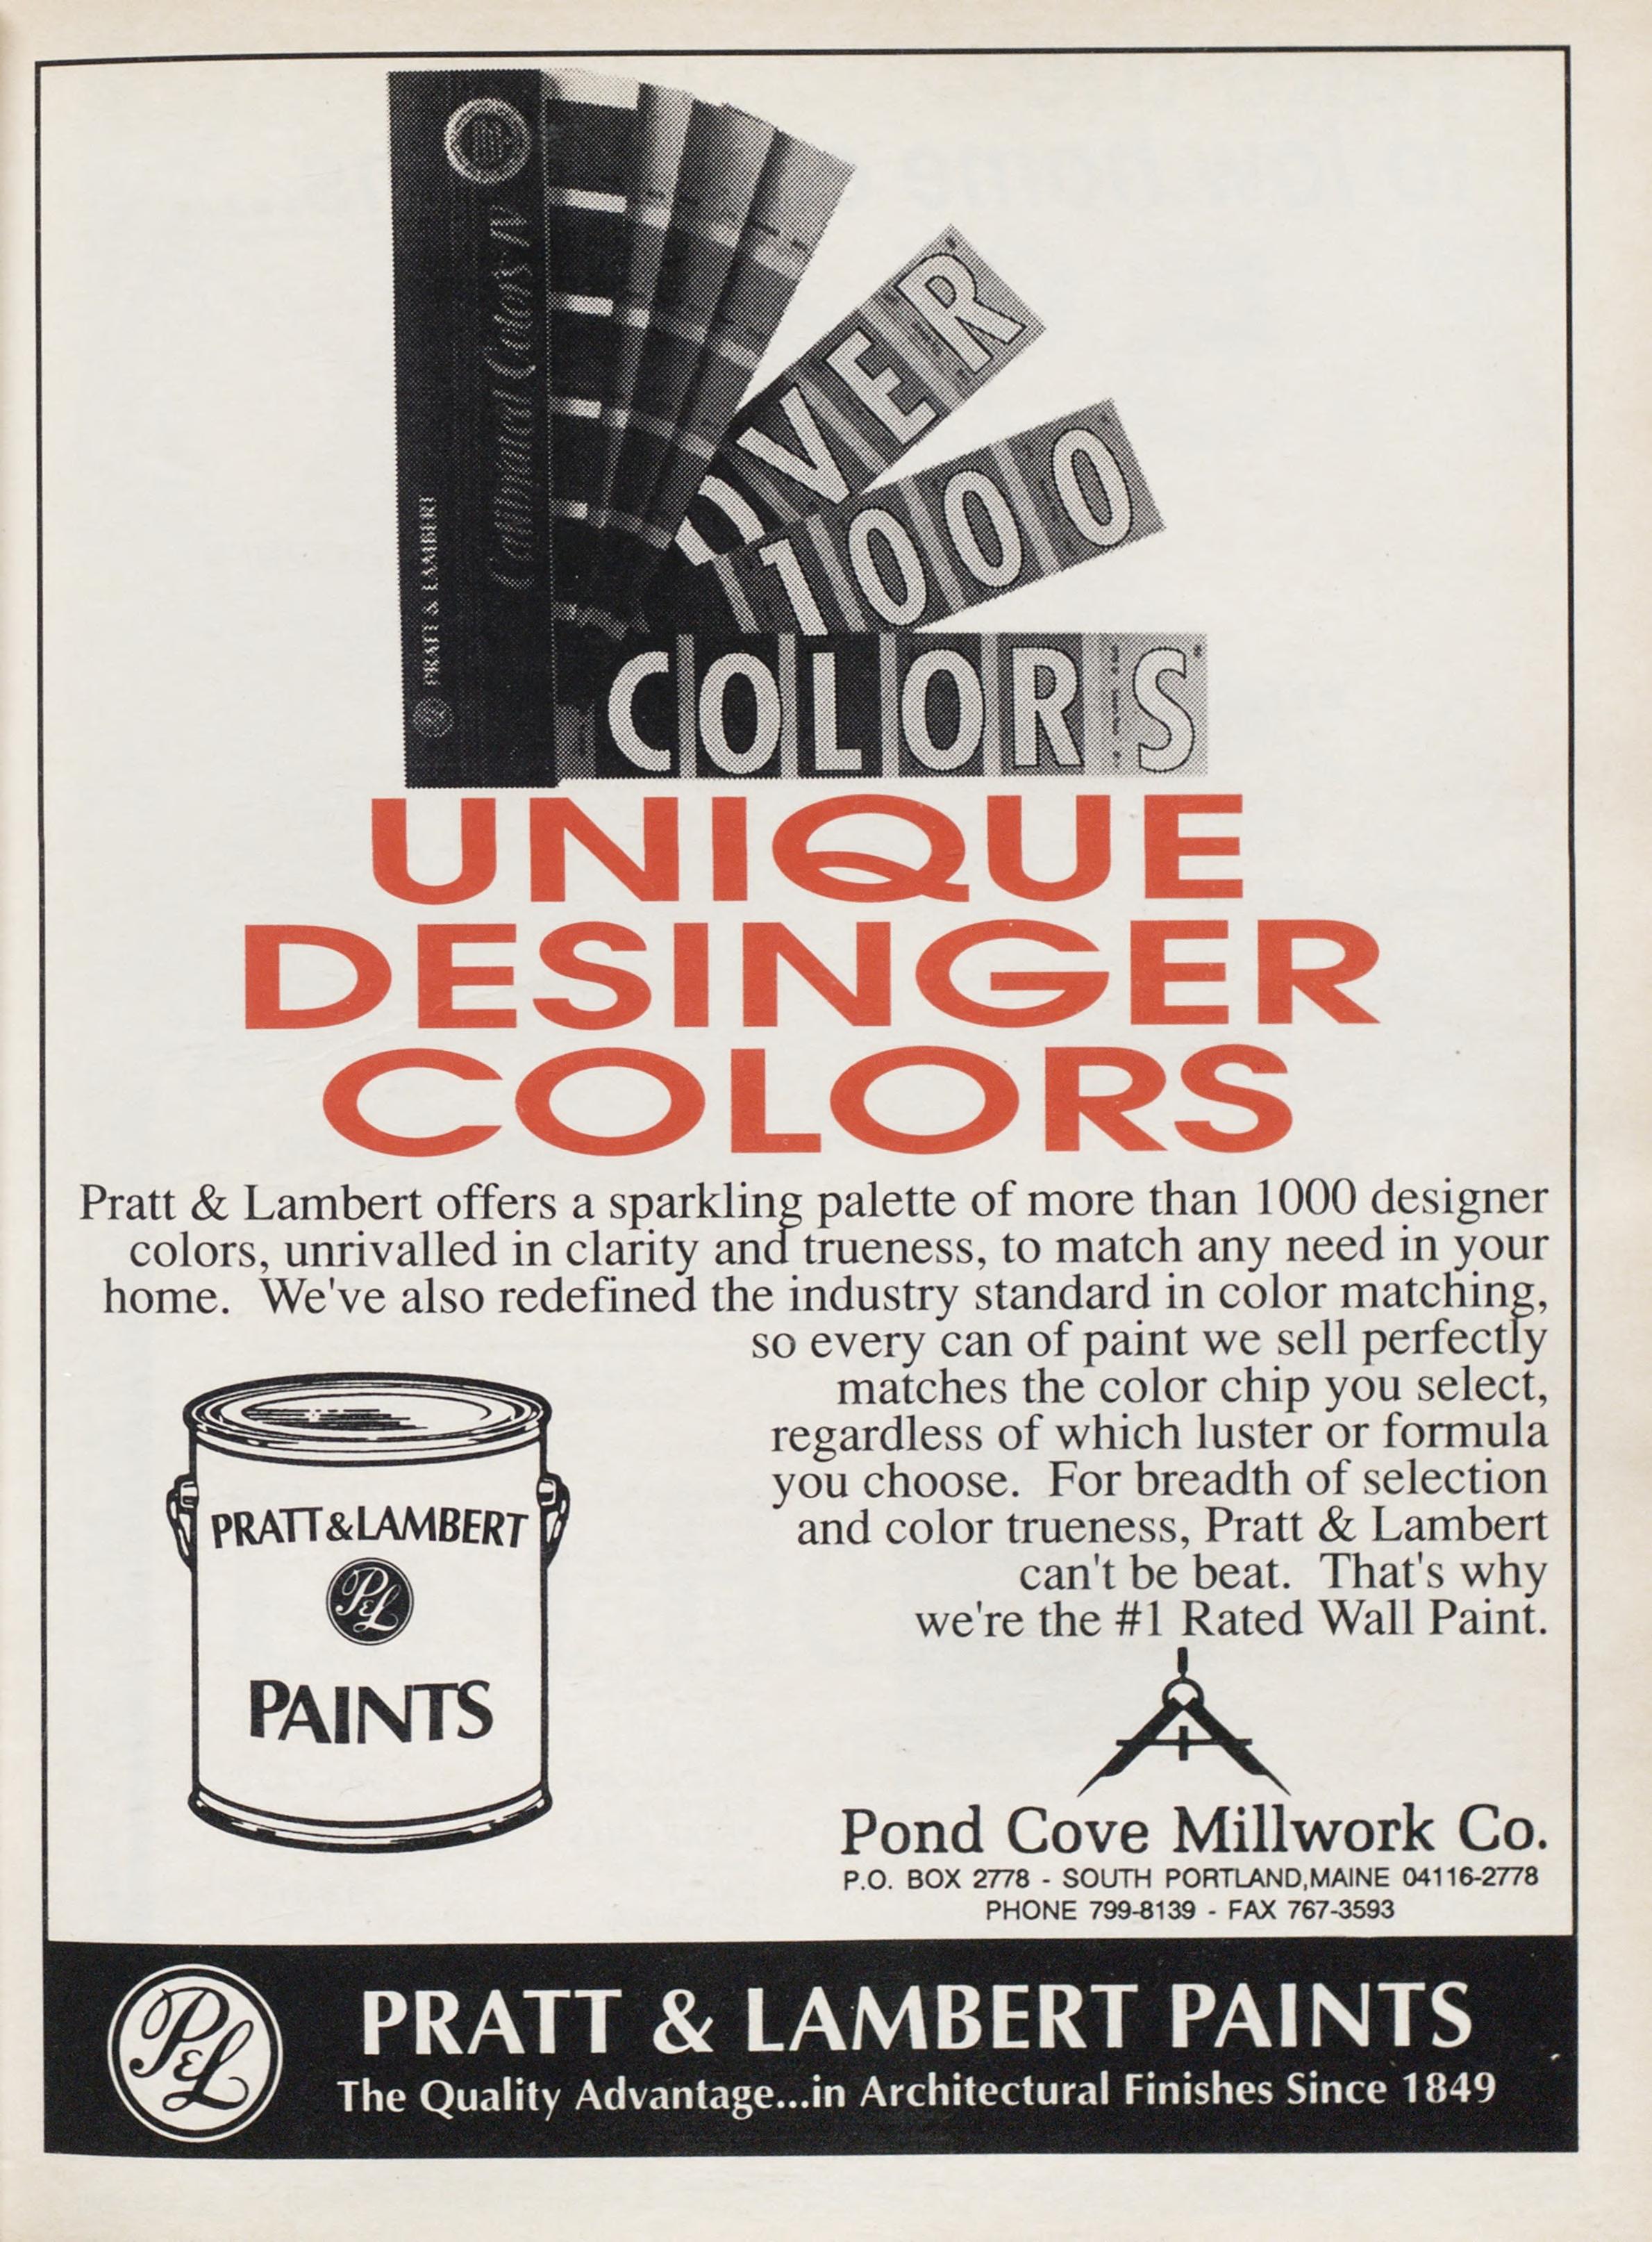 PRATT & LAMBERT
Calibrated Colors IV
OVER
1000
COLORS
UNIQUE
DESINGER
COLORS
Pratt & Lambert offers a sparkling palette of more than 1000 designer
colors, unrivalled in clarity and trueness, to match any need in your
home. We've also redefined the industry standard in color matching,
so every can of paint we sell perfectly
matches the color chip you select,
regardless of which luster or formula
you choose. For breadth of selection
and color trueness, Pratt & Lambert
can't be beat. That's why
we're the #1 Rated Wall Paint.
PRATT & LAMBERT
P&L
PAINTS
Pond Cove Millwork Co.
P.O. BOX 2778 - SOUTH PORTLAND,MAINE 04116-2778
PHONE 799-8139 - FAX 767-3593
P&L
PRATT & LAMBERT PAINTS
The Quality Advantage...in Architectural Finishes Since 1849